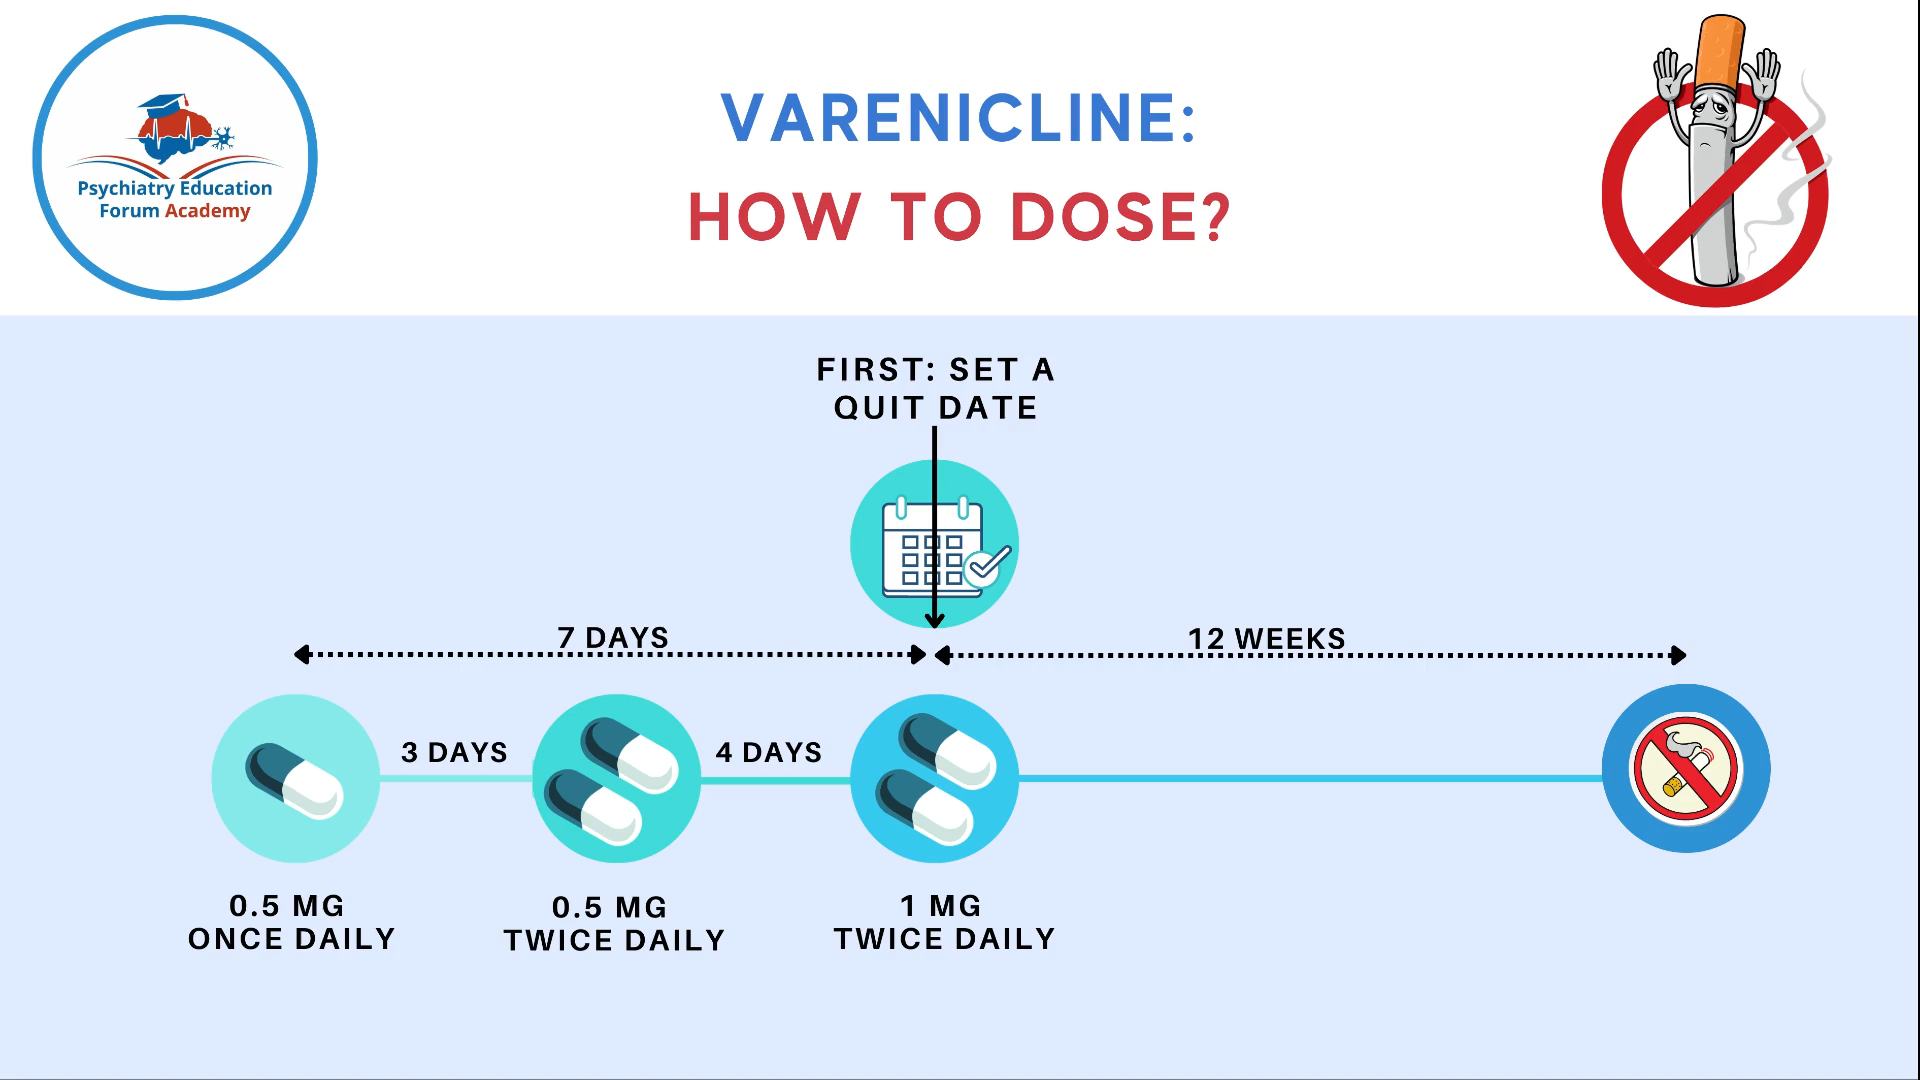 Psychiatry Education
Forum Academy
VARENICLINE:
HOW TO DOSE?
FIRST: SET A
QUIT DATE
7 DAYS
12 WEEKS
3 DAYS
4 DAYS
0.5 MG
ONCE DAILY
0.5 MG
TWICE DAILY
1 MG
TWICE DAILY